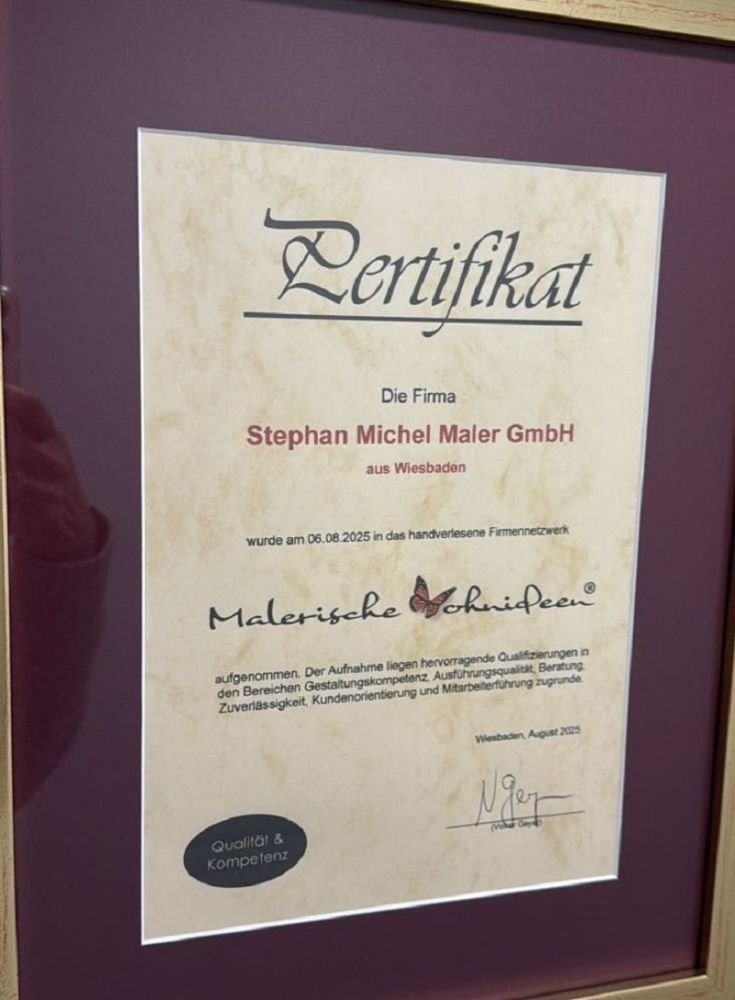 Zertifikat
Die Firma
Stephan Michel Maler GmbH
aus Wiesbaden
wurde am 06.08.2025 in das handverlesene Firmennetzwerk
Malerische Wohnideen®
aufgenommen. Der Aufnahme liegen hervorragende Qualifizierungen in
den Bereichen Gestaltungskompetenz, Ausführungsqualität, Beratung,
Zuverlässigkeit, Kundenorientierung und Mitarbeiterführung zugrunde.
Wiesbaden, August 2025
(Volker Geyer)
Qualität &
Kompetenz